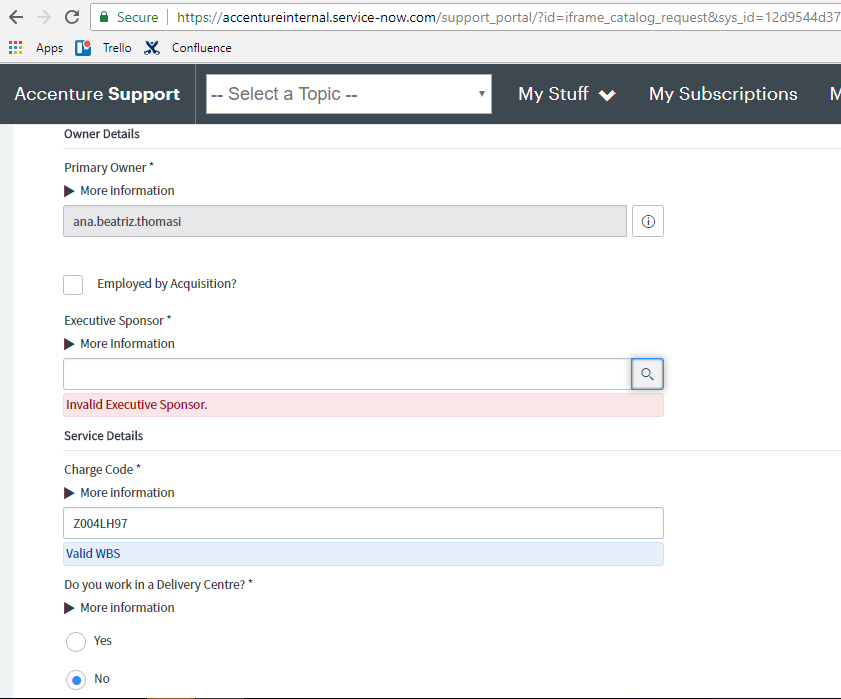 Secure https://accentureinternal.service-now.com/support_portal/?id=iframe_catalog_request&sys_id=12d9544d37
Apps Trello Confluence
Accenture Support -- Select a Topic -- My Stuff My Subscriptions M
Owner Details
Primary Owner *
More information
ana.beatriz.thomasi
Employed by Acquisition?
Executive Sponsor *
More Information
Invalid Executive Sponsor.
Service Details
Charge Code *
More information
Z004LH97
Valid WBS
Do you work in a Delivery Centre? *
More information
Yes
No